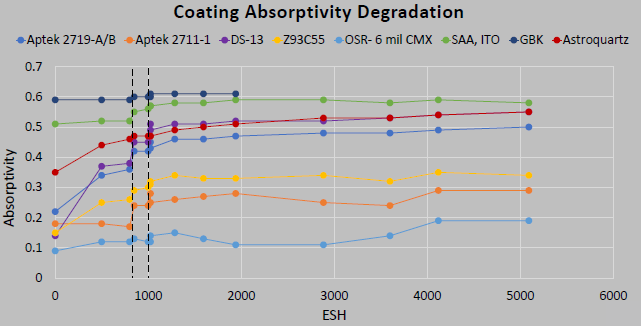 Coating Absorptivity Degradation
Aptek 2719-A/B Aptek 2711-1 DS-13 Z93C55 OSR- 6 mil CMX SAA, ITO GBK Astroquartz
Absorptivity
0.7
0.6
0.5
0.4
0.3
0.2
0.1
0
0 1000 2000 3000 4000 5000 6000
ESH